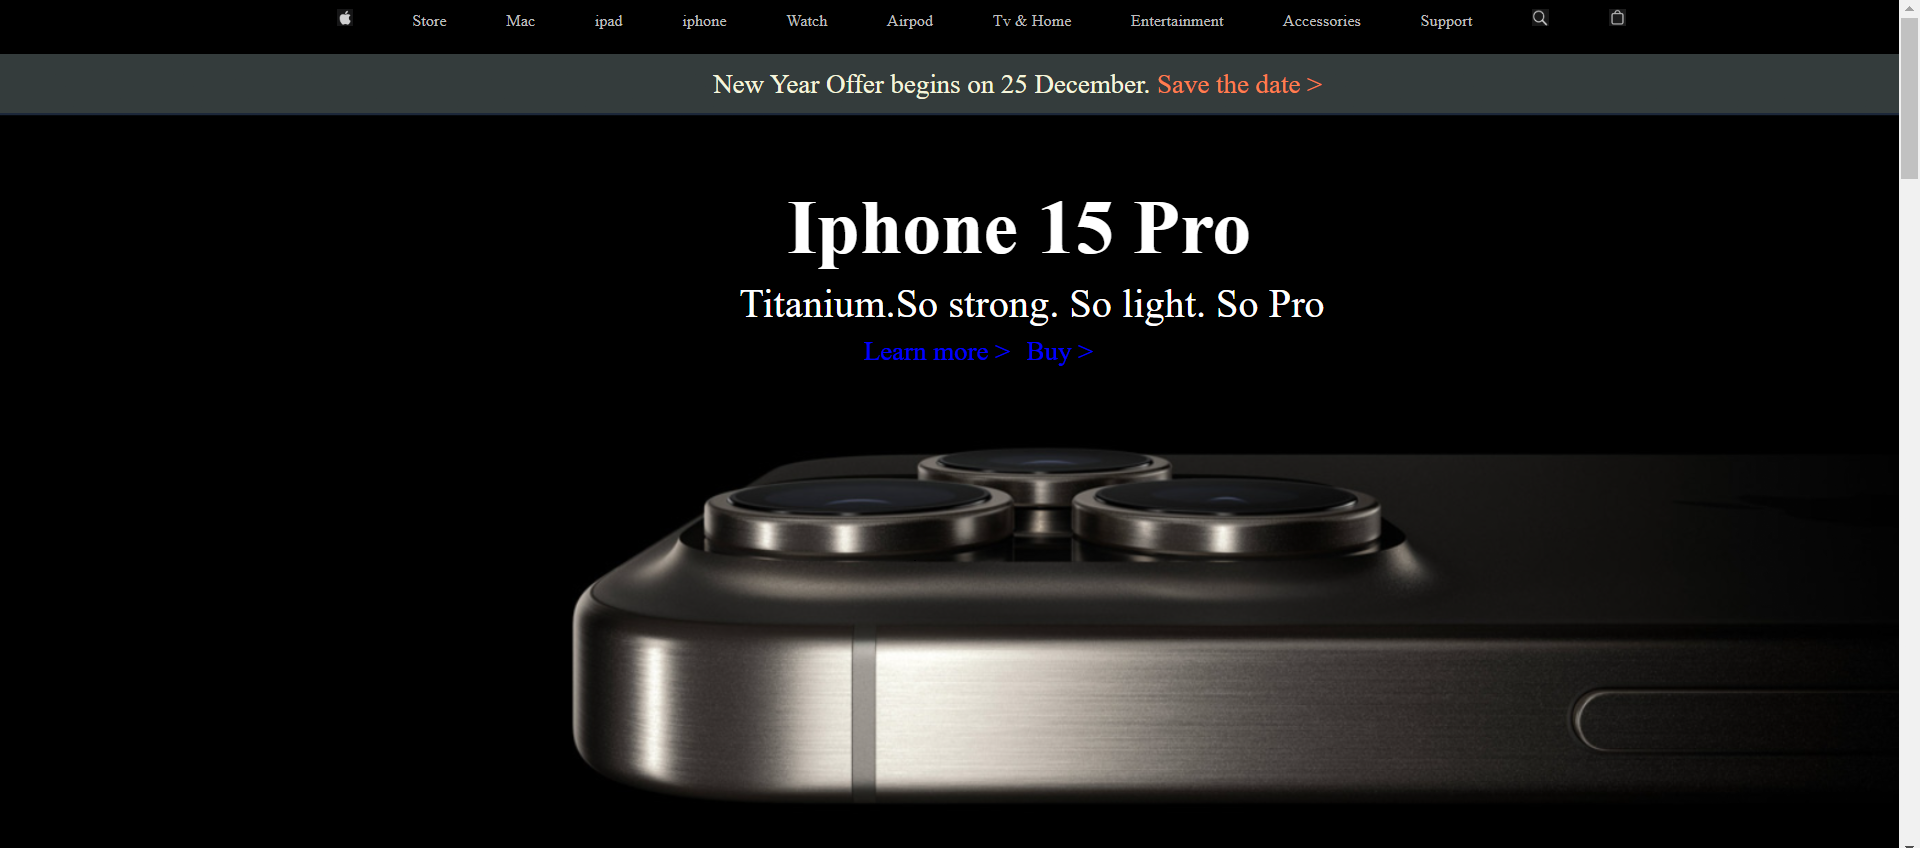 Store Mac ipad iphone Watch Airpod Tv & Home Entertainment Accessories Support
New Year Offer begins on 25 December. Save the date >
Iphone 15 Pro
Titanium.So strong. So light. So Pro
Learn more > Buy >